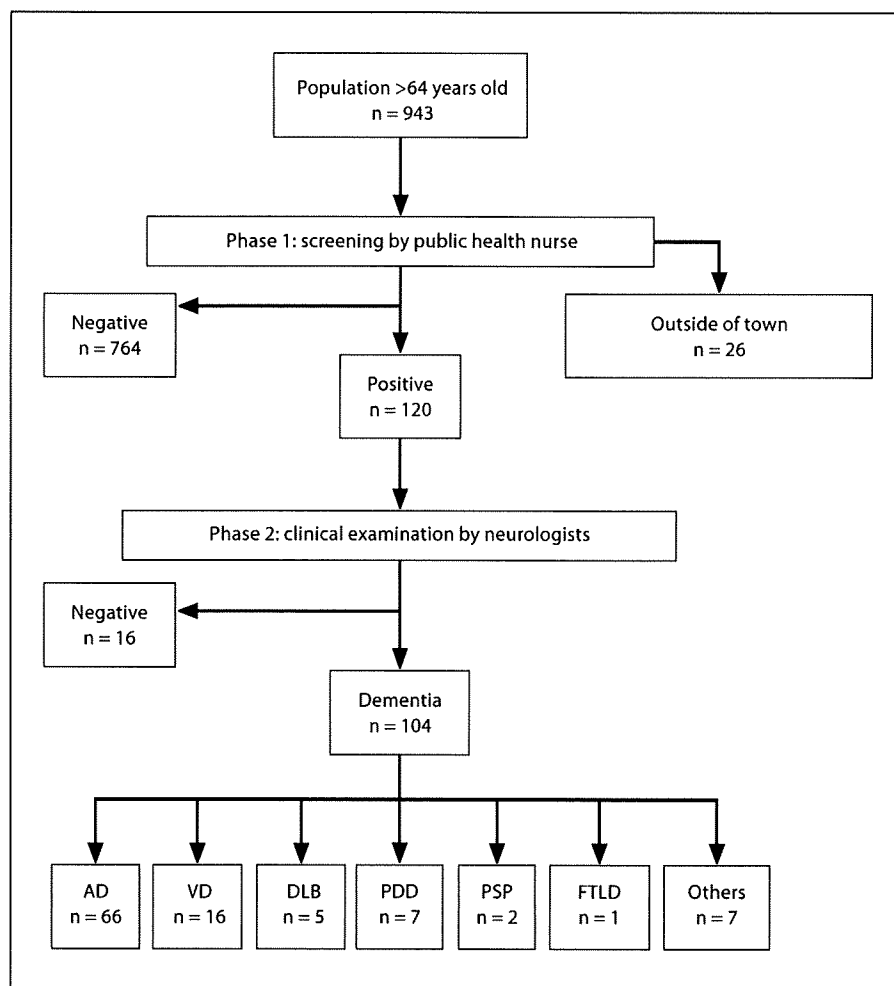 Population >64 years old
n = 943
Phase 1: screening by public health nurse
Negative
n = 764
Outside of town
n = 26
Positive
n = 120
Phase 2: clinical examination by neurologists
Negative
n = 16
Dementia
n = 104
AD
n = 66
VD
n = 16
DLB
n = 5
PDD
n = 7
PSP
n = 2
FTLD
n = 1
Others
n = 7